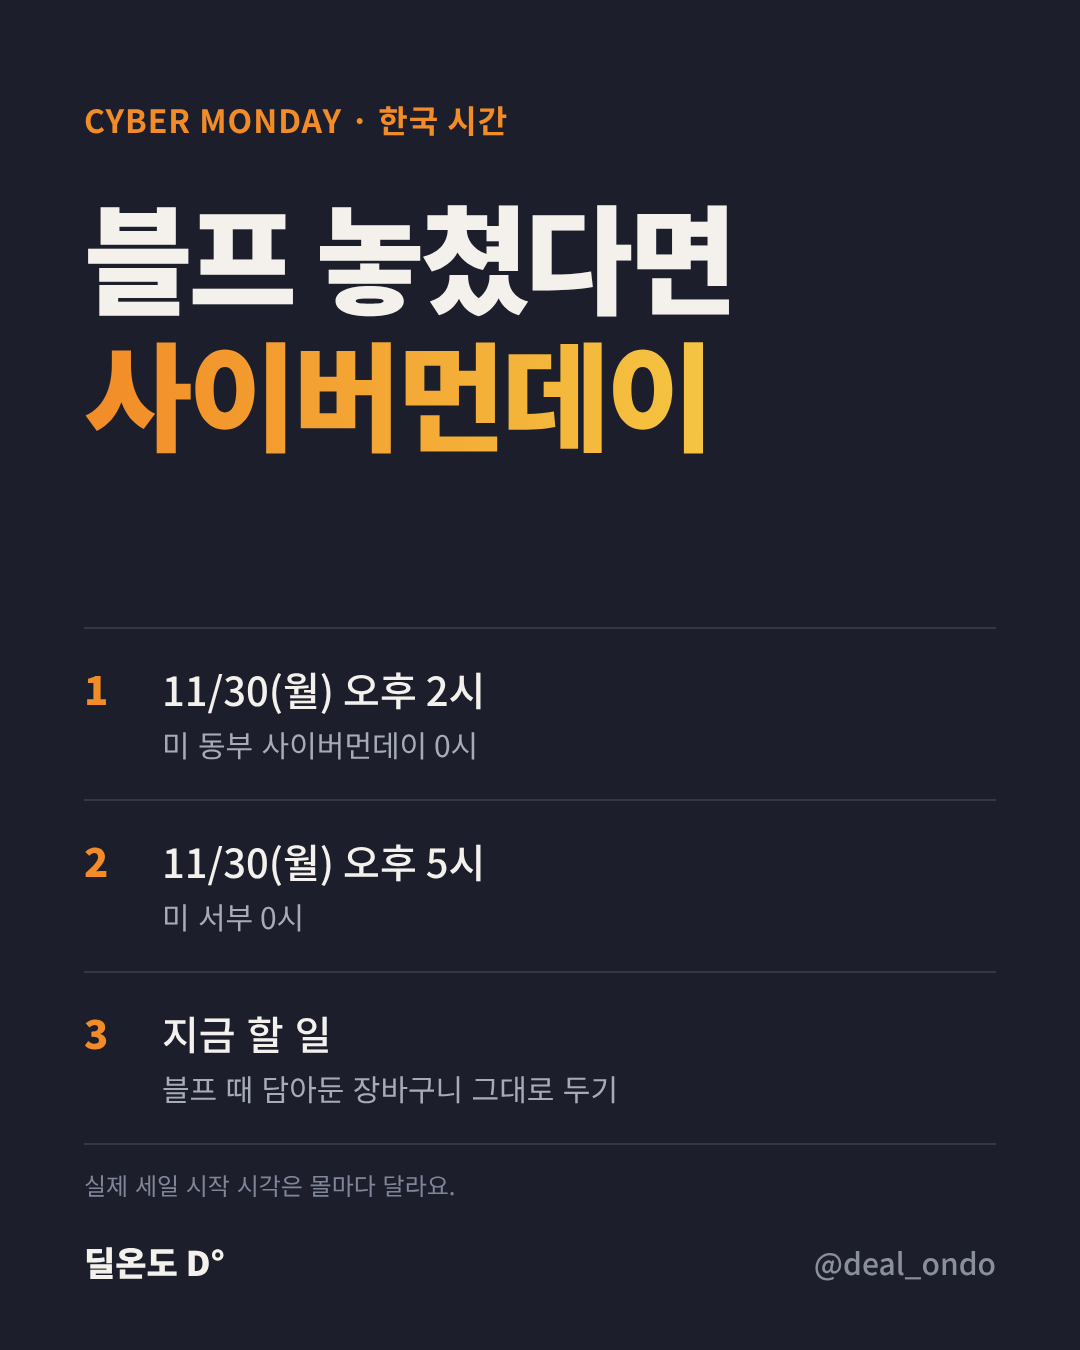 CYBER MONDAY · 한국 시간
블프 놓쳤다면
사이버먼데이
1 11/30(월) 오후 2시
미 동부 사이버먼데이 0시
2 11/30(월) 오후 5시
미 서부 0시
3 지금 할 일
블프 때 담아둔 장바구니 그대로 두기
실제 세일 시작 시각은 몰마다 달라요.
딜온도 D° @deal_ondo